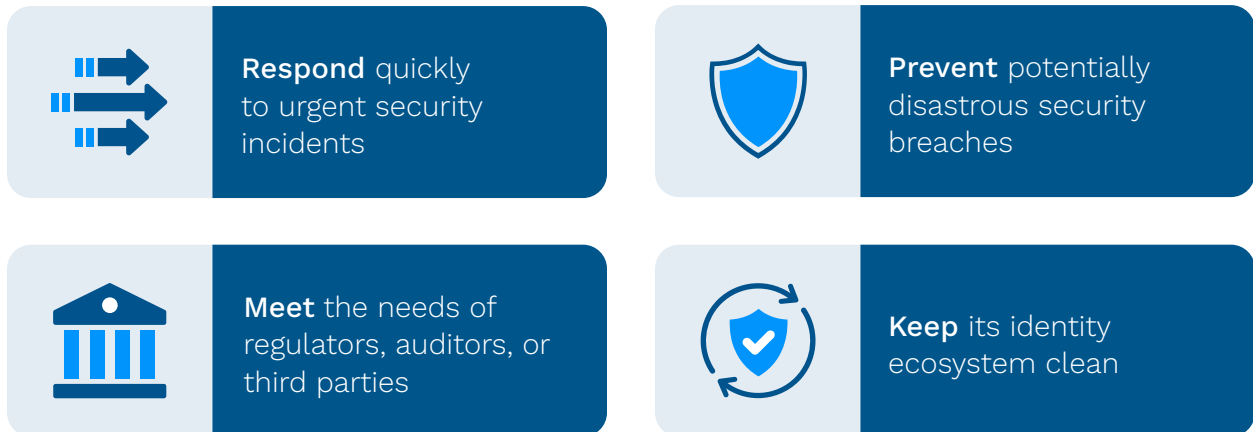 Respond quickly
to urgent security
incidents
Prevent potentially
disastrous security
breaches
Meet the needs of
regulators, auditors, or
third parties
Keep its identity
ecosystem clean